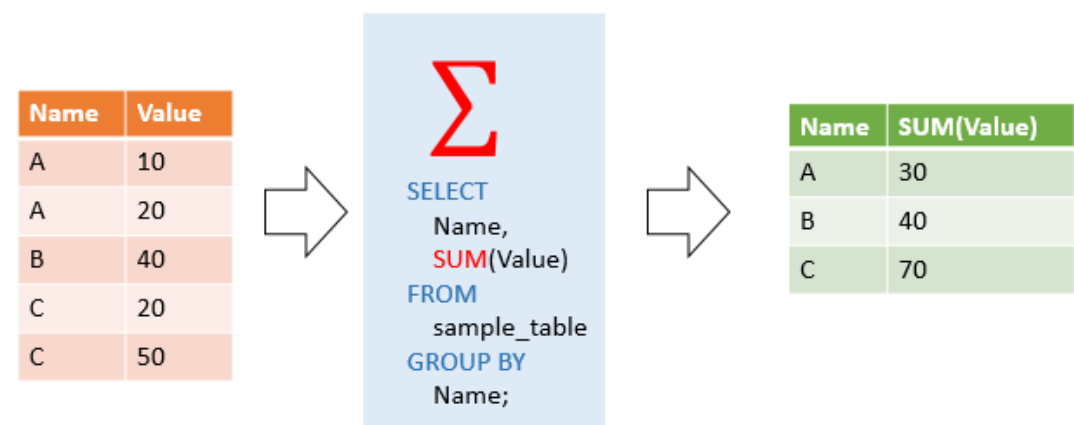 Name Value
A 10
A 20
B 40
C 20
C 50
Σ
SELECT
Name,
SUM(Value)
FROM
sample_table
GROUP BY
Name;
Name SUM(Value)
A 30
B 40
C 70